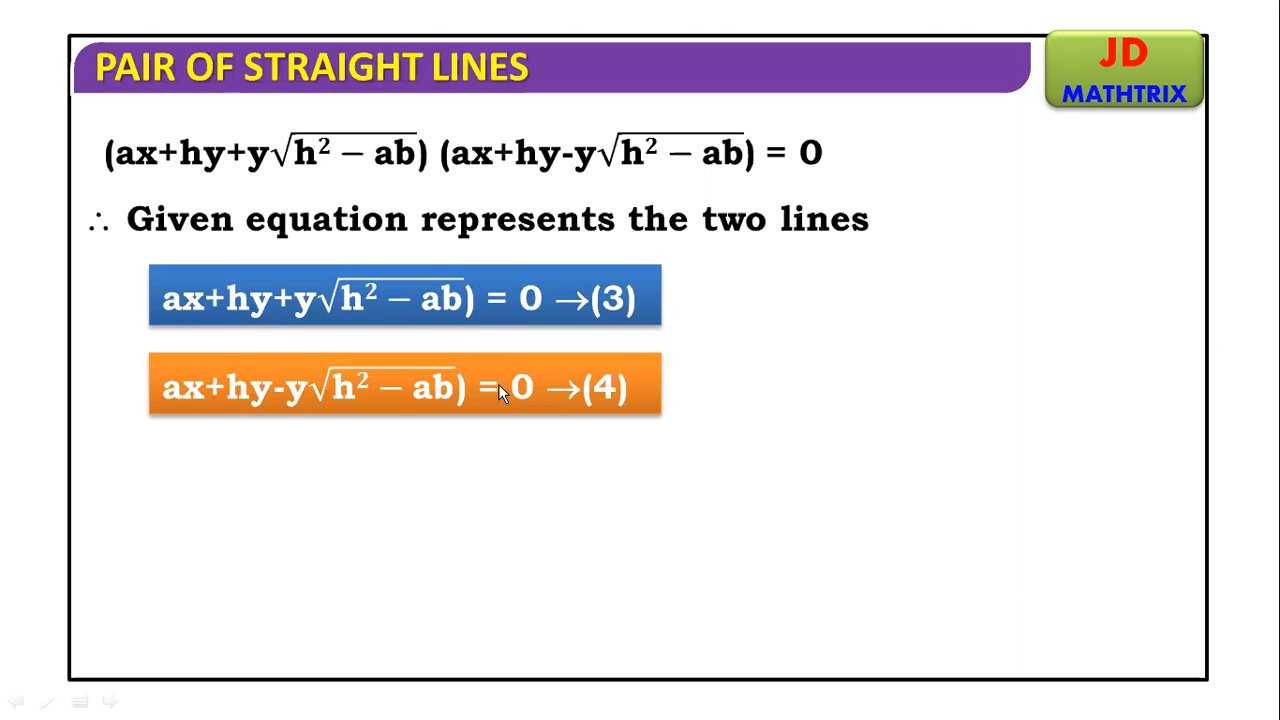 PAIR OF STRAIGHT LINES
JD
MATHTRIX
(ax+hy+y√h² − ab) (ax+hy-y√h² − ab) = 0
∴ Given equation represents the two lines
ax+hy+y√h² − ab) = 0 →(3)
ax+hy-y√h² − ab) = 0 →(4)